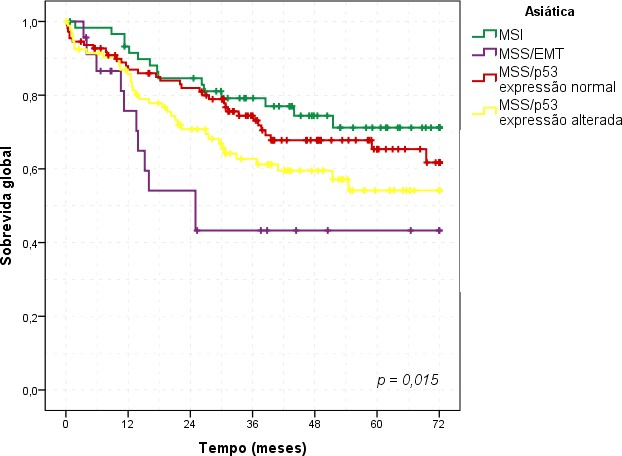 Asiática
MSI
MSS/EMT
MSS/p53
expressão normal
MSS/p53
expressão alterada
Sobrevida global
1,0
0,8
0,6
0,4
0,2
0,0
p = 0,015
0 12 24 36 48 60 72
Tempo (meses)